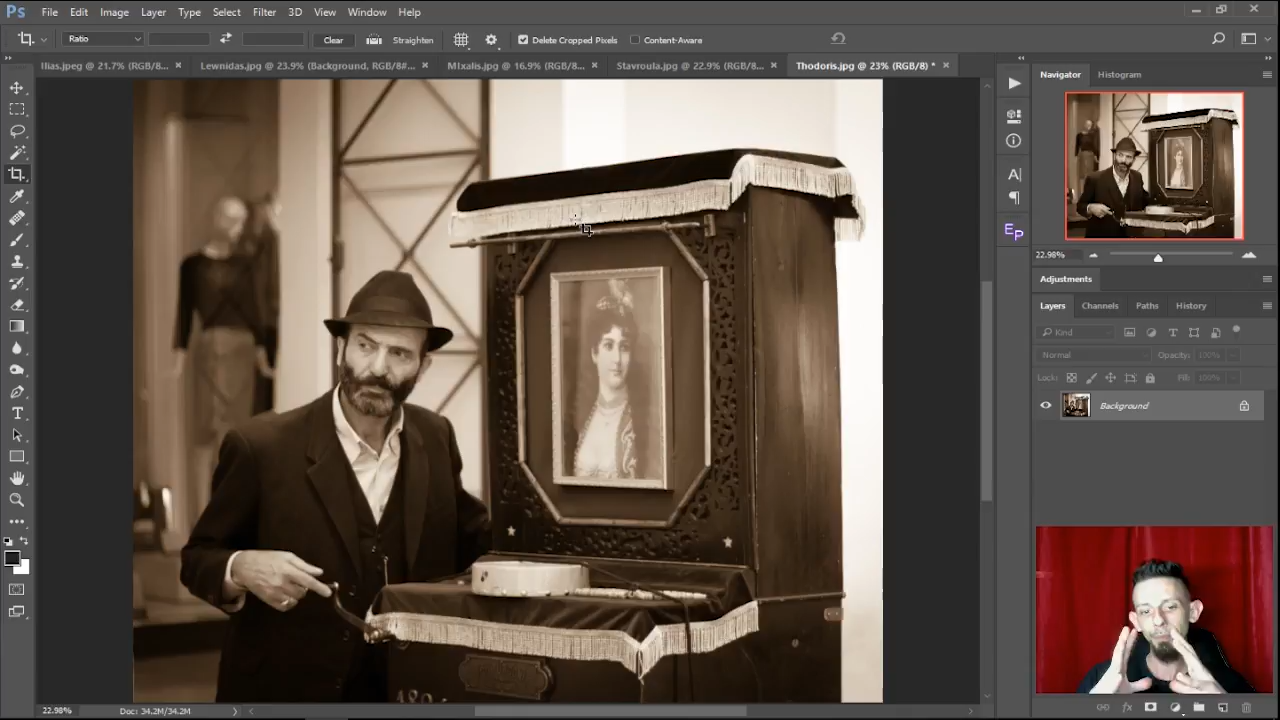 Ps File Edit Image Layer Type Select Filter 3D View Window Help
Ratio Clear Straighten Delete Cropped Pixels Content-Aware
Ilias.jpeg @ 21.7% (RGB/8... × Lewnidas.jpg @ 23.9% (Background, RGB/8#... × MIxalis.jpg @ 16.9% (RGB/8... × Stavroula.jpg @ 22.9% (RGB/8... × Thodoris.jpg @ 23% (RGB/8) * ×
Navigator Histogram
22.98%
Adjustments
Layers Channels Paths History
Kind
Normal Opacity: 100%
Lock: Fill: 100%
Background
EP
22.98% Doc: 34.2M/34.2M